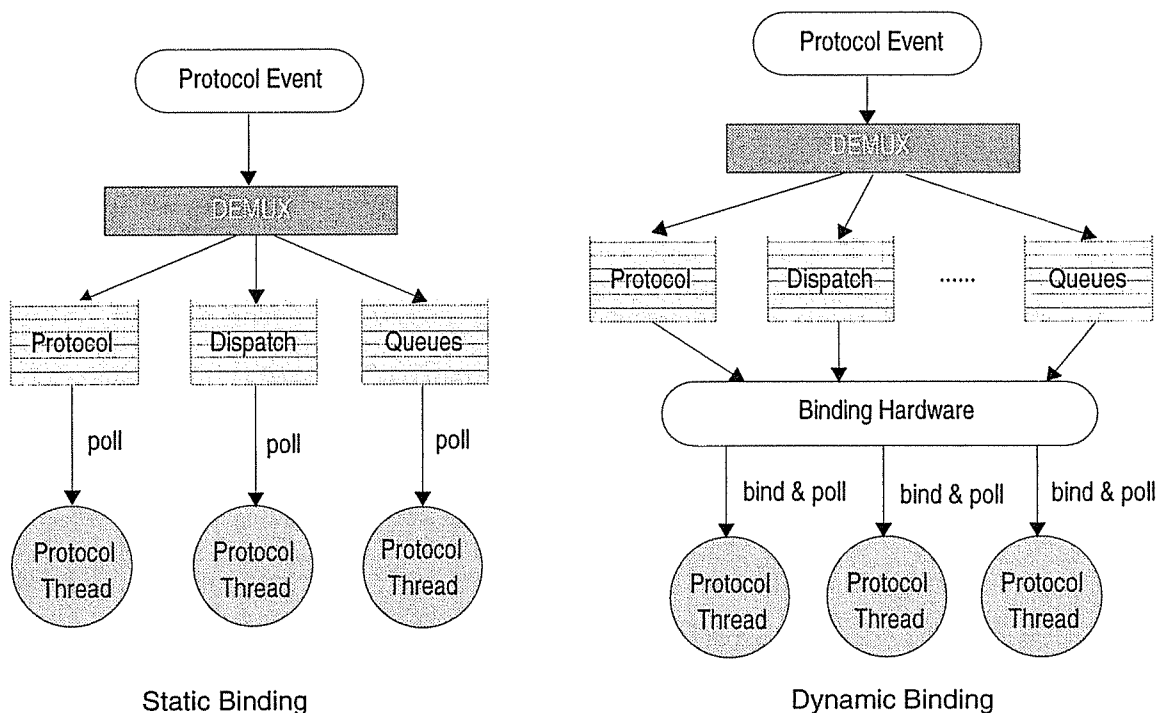 Protocol Event
DEMUX
Protocol
Dispatch
Queues
poll
poll
poll
Protocol
Thread
Protocol
Thread
Protocol
Thread
Static Binding
Protocol Event
DEMUX
Protocol
Dispatch
......
Queues
Binding Hardware
bind & poll
bind & poll
bind & poll
Protocol
Thread
Protocol
Thread
Protocol
Thread
Dynamic Binding